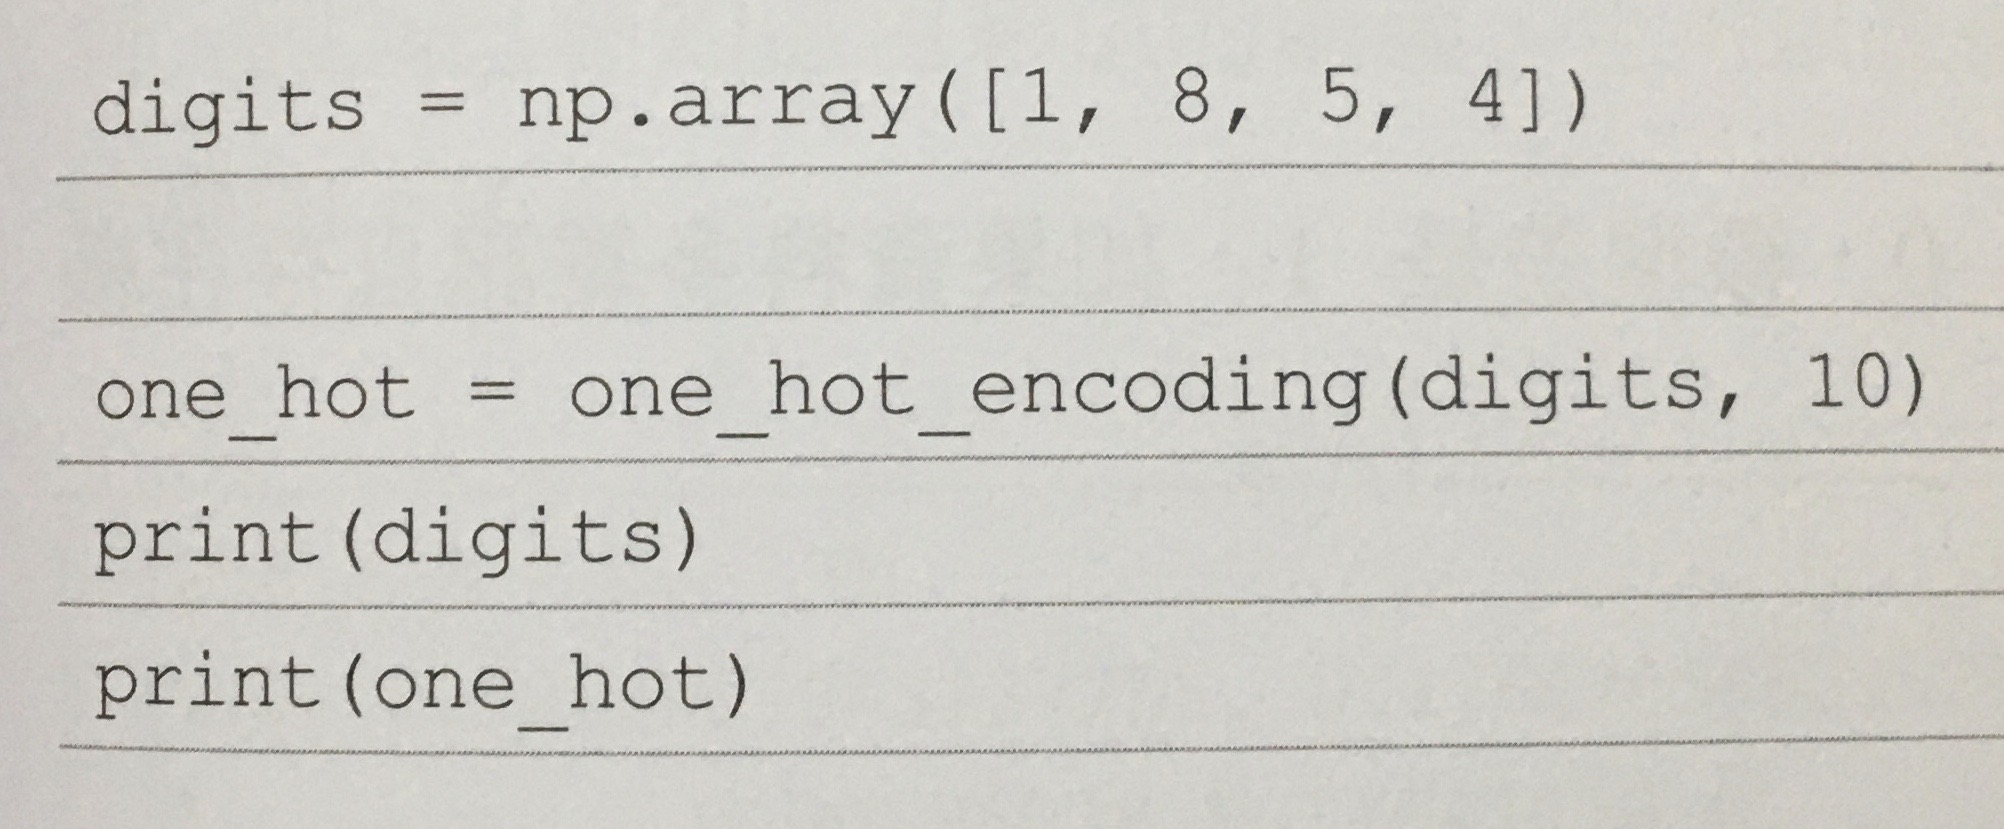 digits = np.array([1, 8, 5, 4])
one_hot = one_hot_encoding(digits, 10)
print(digits)
print(one_hot)